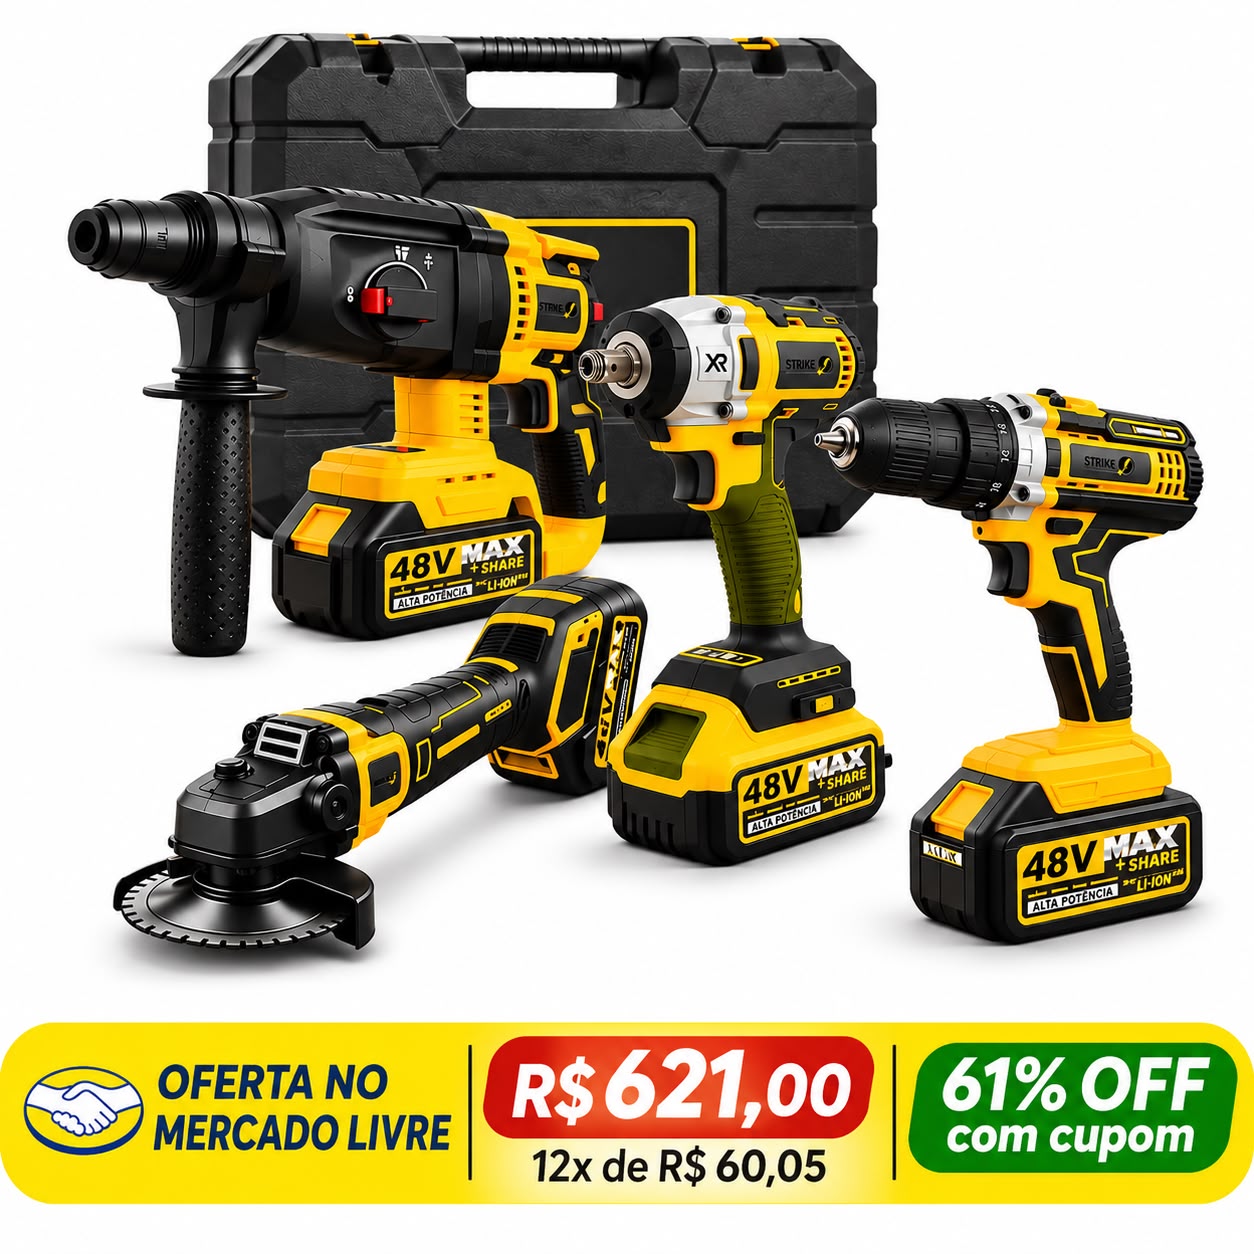 STRIKE
XR
STRIKE
STRIKE
48V MAX
+ SHARE
LI-ION
ALTA POTÊNCIA
48V MAX
+ SHARE
LI-ION
ALTA POTÊNCIA
48V MAX
+ SHARE
LI-ION
ALTA POTÊNCIA
OFERTA NO
MERCADO LIVRE
R$ 621,00
12x de R$ 60,05
61% OFF
com cupom